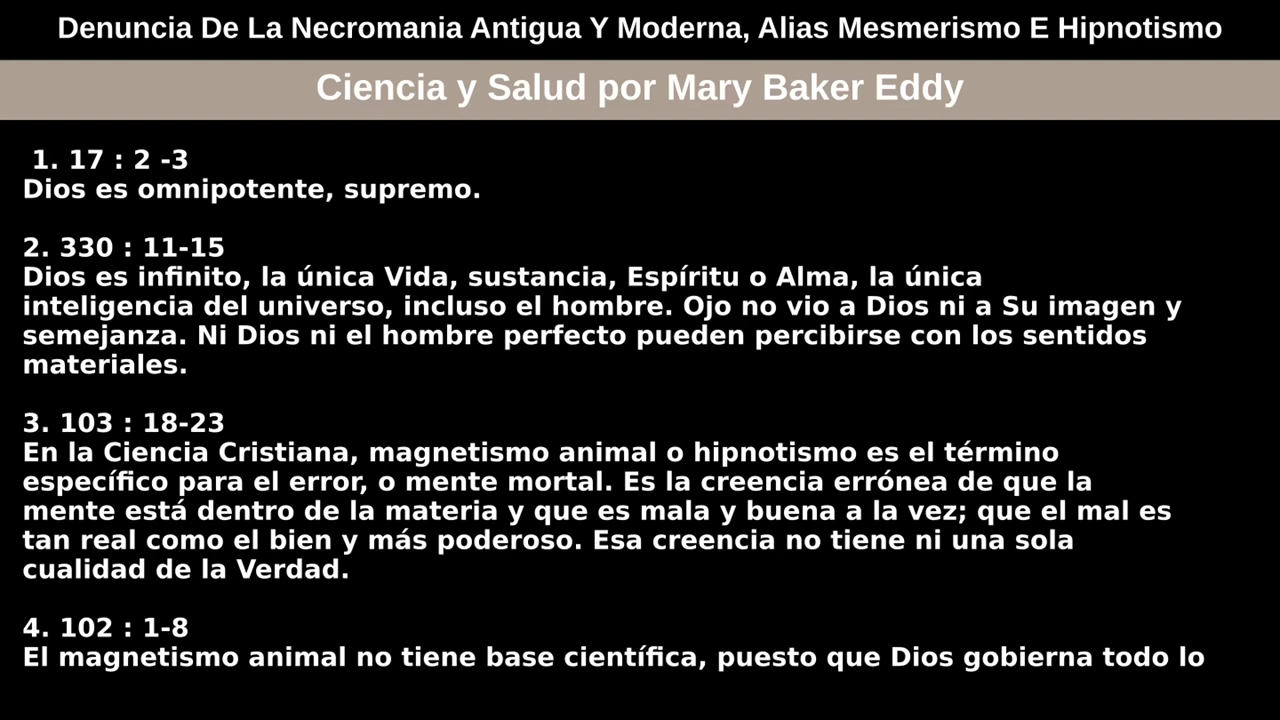 Denuncia De La Necromania Antigua Y Moderna, Alias Mesmerismo E Hipnotismo
Ciencia y Salud por Mary Baker Eddy
1. 17 : 2 -3
Dios es omnipotente, supremo.
2. 330 : 11-15
Dios es infinito, la única Vida, sustancia, Espíritu o Alma, la única
inteligencia del universo, incluso el hombre. Ojo no vio a Dios ni a Su imagen y
semejanza. Ni Dios ni el hombre perfecto pueden percibirse con los sentidos
materiales.
3. 103 : 18-23
En la Ciencia Cristiana, magnetismo animal o hipnotismo es el término
específico para el error, o mente mortal. Es la creencia errónea de que la
mente está dentro de la materia y que es mala y buena a la vez; que el mal es
tan real como el bien y más poderoso. Esa creencia no tiene ni una sola
cualidad de la Verdad.
4. 102 : 1-8
El magnetismo animal no tiene base científica, puesto que Dios gobierna todo lo